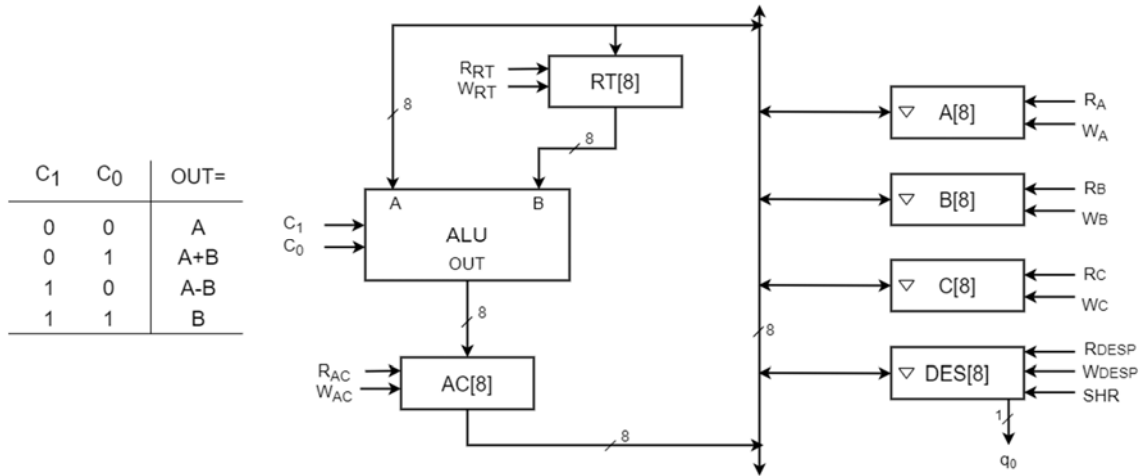 C1 C0 OUT=
0 0 A
0 1 A+B
1 0 A-B
1 1 B
RRT
WRT
RT[8]
8
8
A B
C1
C0
ALU
OUT
8
RAC
WAC
AC[8]
8
8
A[8]
RA
WA
B[8]
RB
WB
C[8]
RC
WC
DES[8]
RDESP
WDESP
SHR
1
q0